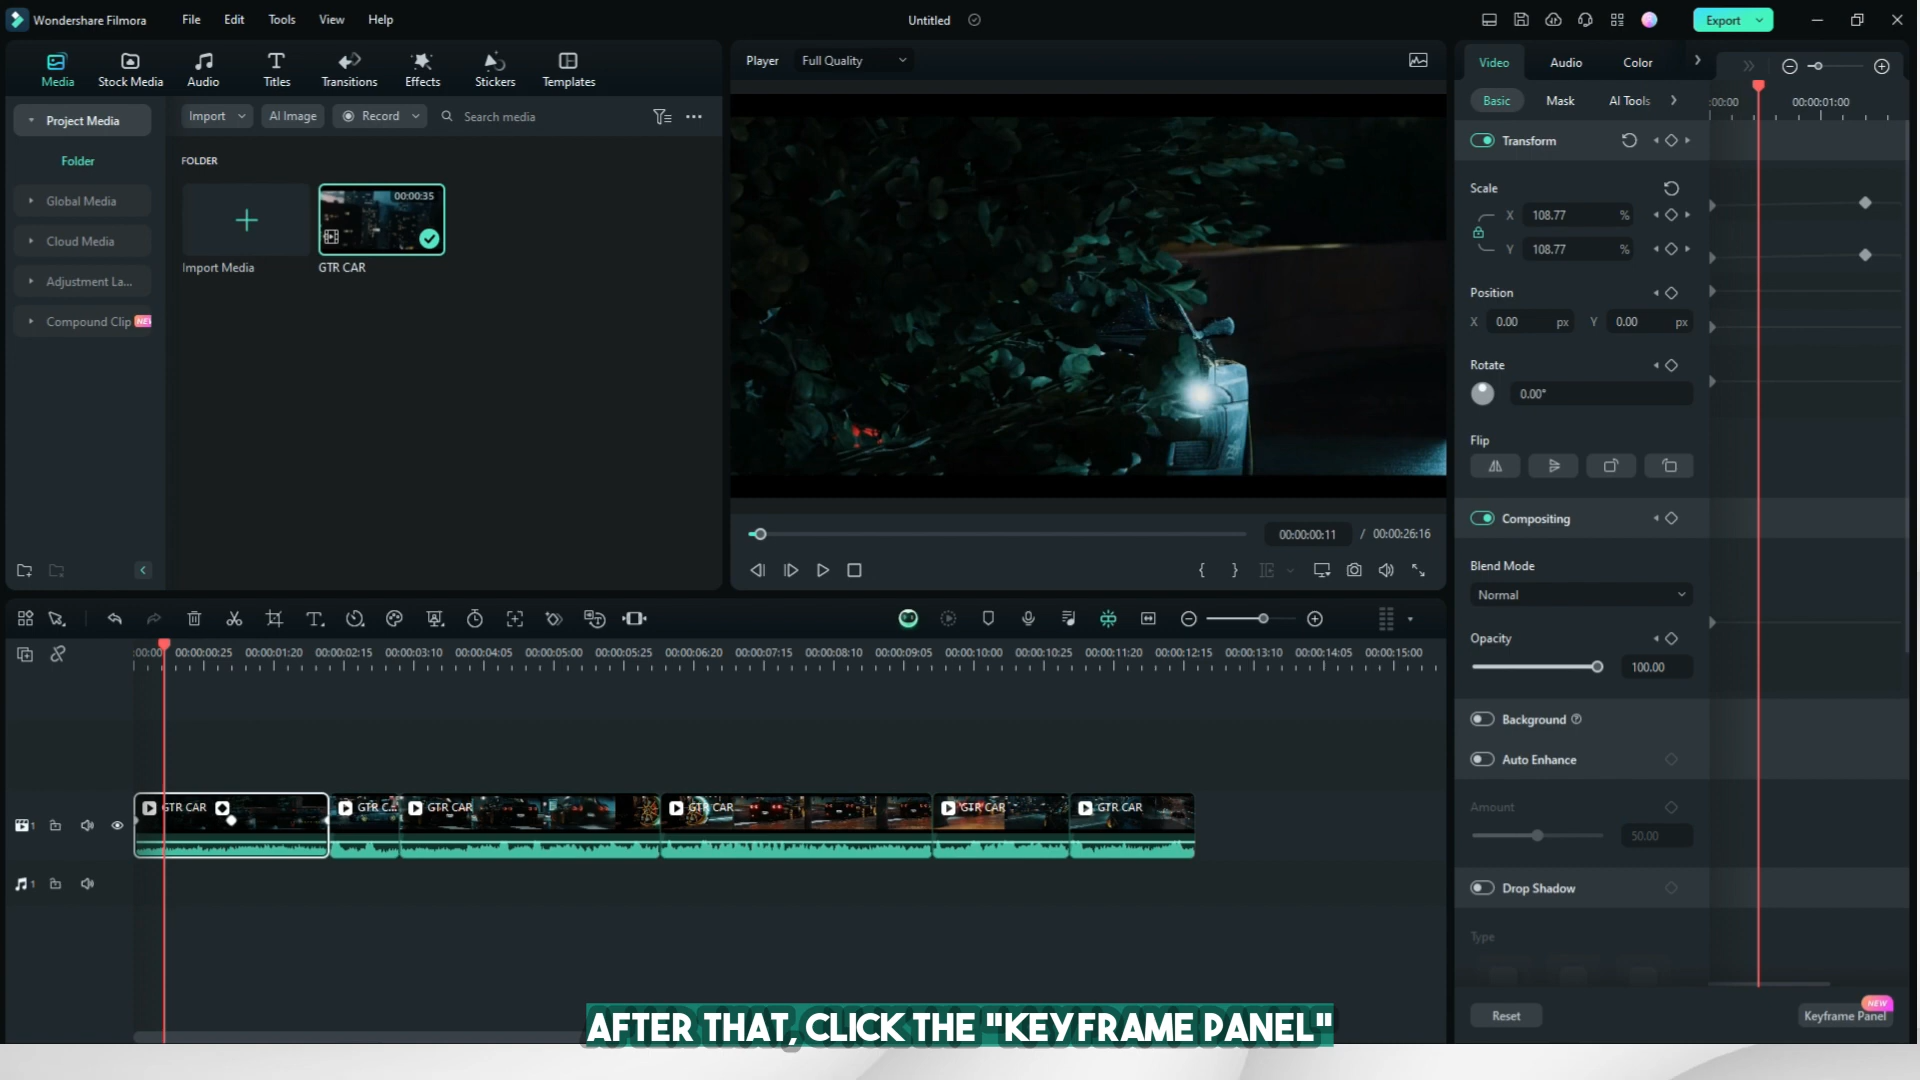 Wondershare Filmora
File
Edit
Tools
View
Help
Untitled
Export
Media
Stock Media
Audio
Titles
Transitions
Effects
Stickers
Templates
Player
Full Quality
Video
Audio
Color
:00:00
00:00:01:00
Project Media
Import
AI Image
Record
Search media
Basic
Mask
AI Tools
Folder
FOLDER
Transform
Global Media
00:00:35
Scale
Cloud Media
X 108.77 %
Y 108.77 %
Import Media
GTR CAR
Adjustment La...
Position
Compound Clip NEW
X 0.00 px Y 0.00 px
Rotate
0.00°
Flip
Compositing
00:00:00:11 / 00:00:26:16
Blend Mode
Normal
Opacity
100.00
:00:00 00:00:00:25 00:00:01:20 00:00:02:15 00:00:03:10 00:00:04:05 00:00:05:00 00:00:05:25 00:00:06:20 00:00:07:15 00:00:08:10 00:00:09:05 00:00:10:00 00:00:10:25 00:00:11:20 00:00:12:15 00:00:13:10 00:00:14:05 00:00:15:00
Background
Auto Enhance
Amount
50.00
GTR CAR
GTR C...
GTR CAR
GTR CAR
GTR CAR
GTR CAR
1
1
Drop Shadow
Type
NEW
Reset
Keyframe Panel
AFTER THAT, CLICK THE "KEYFRAME PANEL"